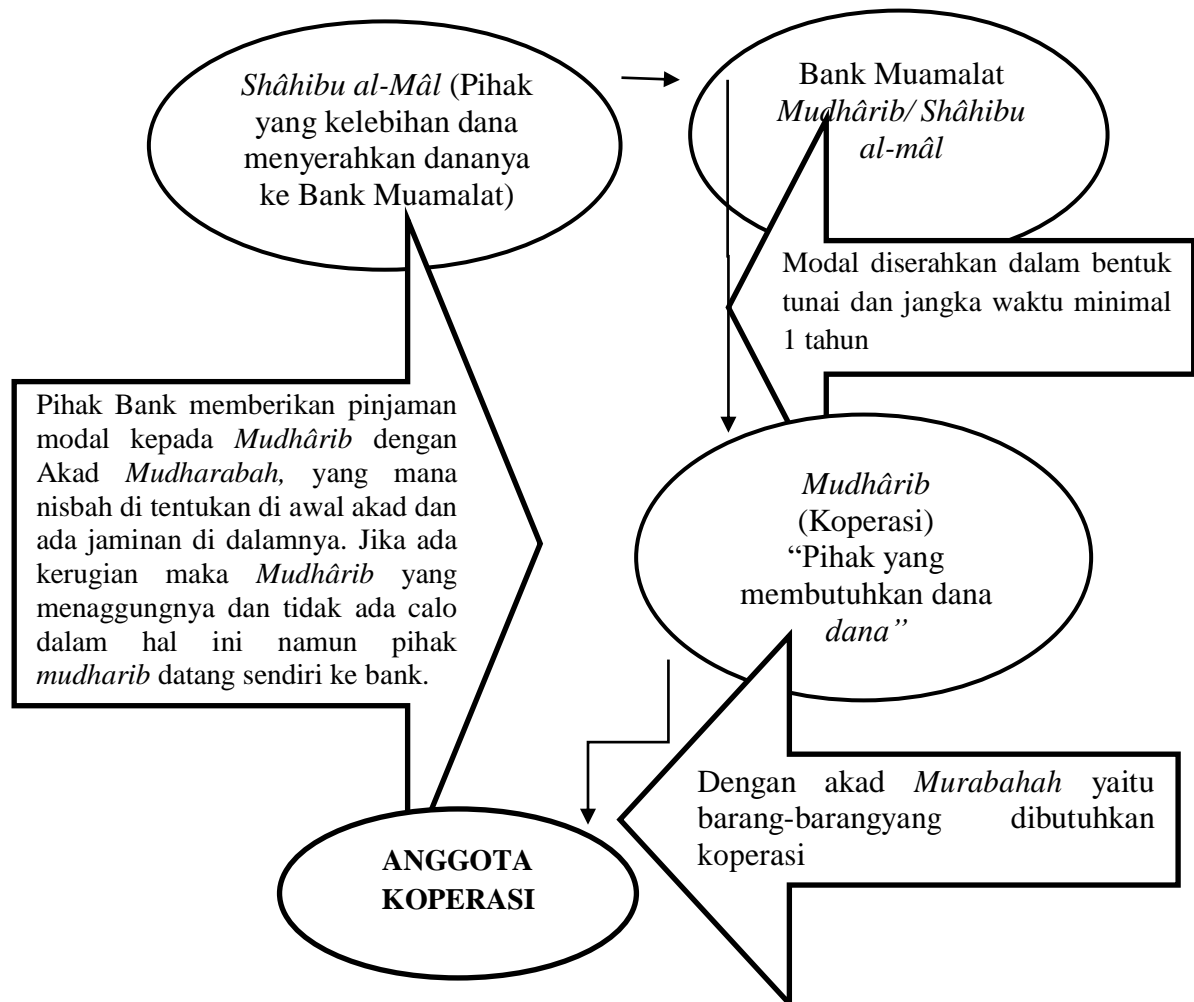 Shâhibu al-Mâl (Pihak
yang kelebihan dana
menyerahkan dananya
ke Bank Muamalat)
Bank Muamalat
Mudhârib/ Shâhibu
al-mâl
Modal diserahkan dalam bentuk
tunai dan jangka waktu minimal
1 tahun
Pihak Bank memberikan pinjaman
modal kepada Mudhârib dengan
Akad Mudharabah, yang mana
nisbah di tentukan di awal akad dan
ada jaminan di dalamnya. Jika ada
kerugian maka Mudhârib yang
menaggungnya dan tidak ada calo
dalam hal ini namun pihak
mudharib datang sendiri ke bank.
Mudhârib
(Koperasi)
“Pihak yang
membutuhkan dana
dana”
Dengan akad Murabahah yaitu
barang-barangyang dibutuhkan
koperasi
ANGGOTA
KOPERASI